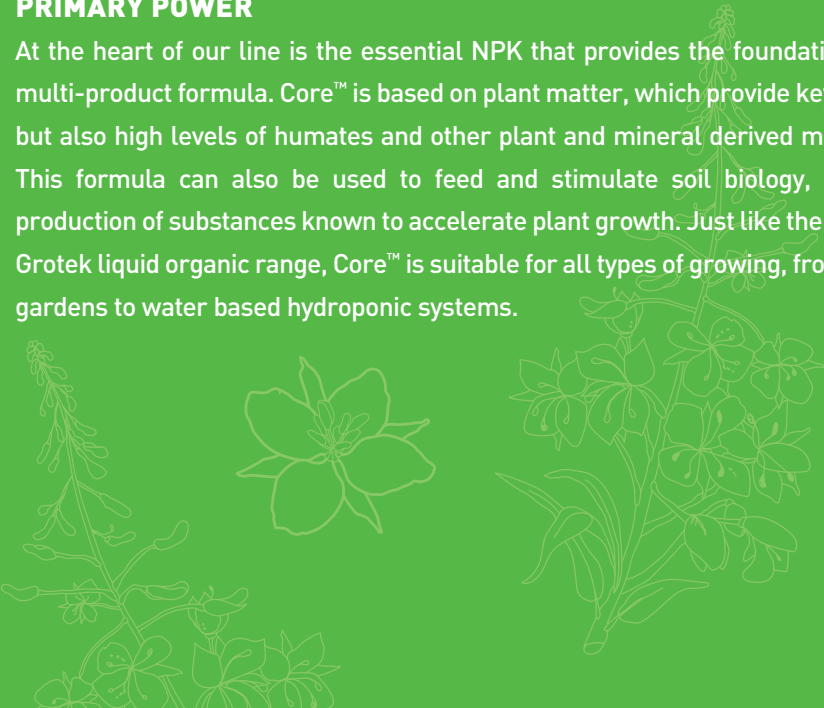 PRIMARY POWER
At the heart of our line is the essential NPK that provides the foundati
multi-product formula. Core™ is based on plant matter, which provide ke
but also high levels of humates and other plant and mineral derived m
This formula can also be used to feed and stimulate soil biology,
production of substances known to accelerate plant growth. Just like the
Grotek liquid organic range, Core™ is suitable for all types of growing, fro
gardens to water based hydroponic systems.